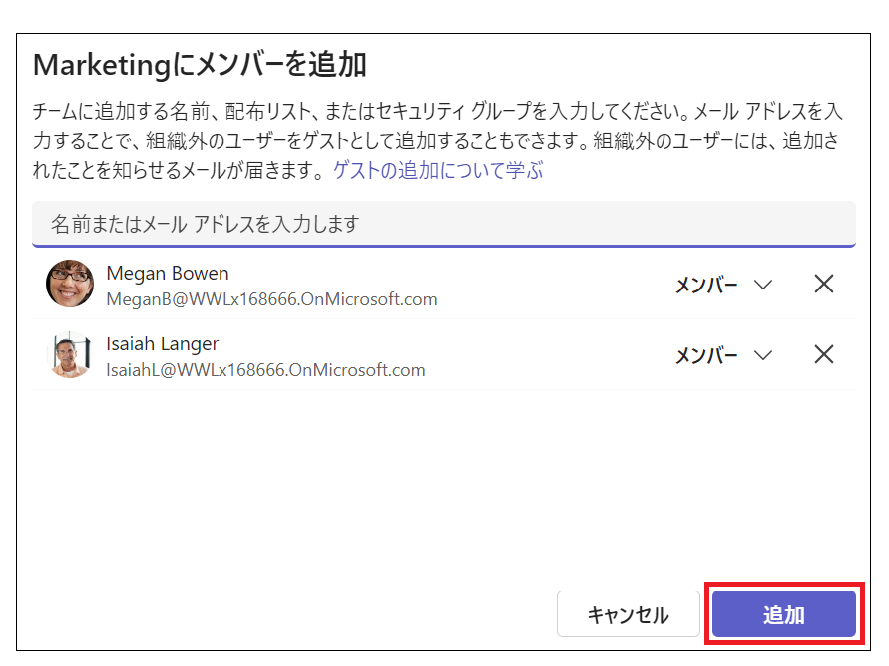 Marketingにメンバーを追加
チームに追加する名前、配布リスト、またはセキュリティ グループを入力してください。メール アドレスを入
力することで、組織外のユーザーをゲストとして追加することもできます。組織外のユーザーには、追加さ
れたことを知らせるメールが届きます。 ゲストの追加について学ぶ
名前またはメール アドレスを入力します
Megan Bowen
MeganB@WWLx168666.OnMicrosoft.com
メンバー
Isaiah Langer
IsaiahL@WWLx168666.OnMicrosoft.com
メンバー
キャンセル
追加